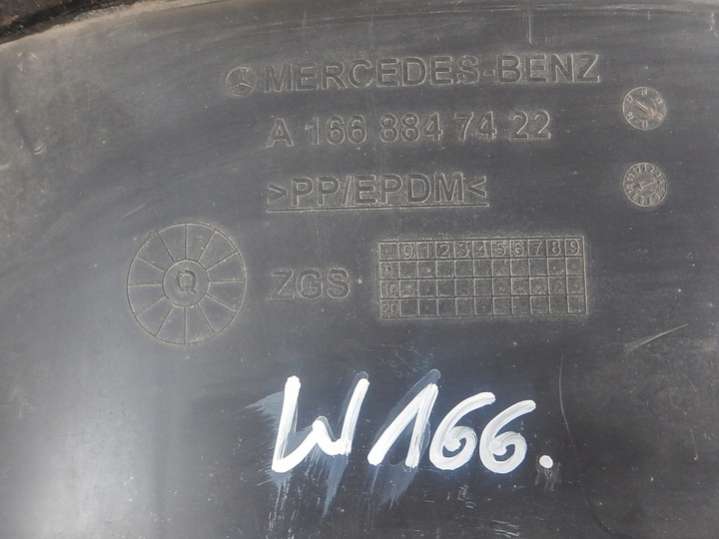 MERCEDES-BENZ
A 166 884 74 22
>PP/EPDM<
Q
ZGS
0 1 2 3 4 5 6 7 8 9
W166.